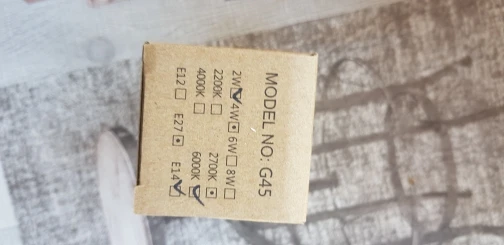 MODEL NO: G45
2W ☑ 4W ▣ 6W ☐ 8W ☐
2200K ☐ 2700K ▣
4000K ☐ 6000K ☑
E12 ☐ E27 ▣ E14 ☑